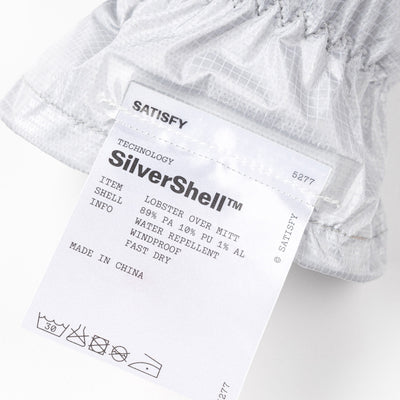 SATISFY
TECHNOLOGY 5277
SilverShell™
ITEM LOBSTER OVER MITT
SHELL 89% PA 10% PU 1% AL
INFO WATER REPELLENT
WINDPROOF
FAST DRY
MADE IN CHINA
© SATISFY
30
5277